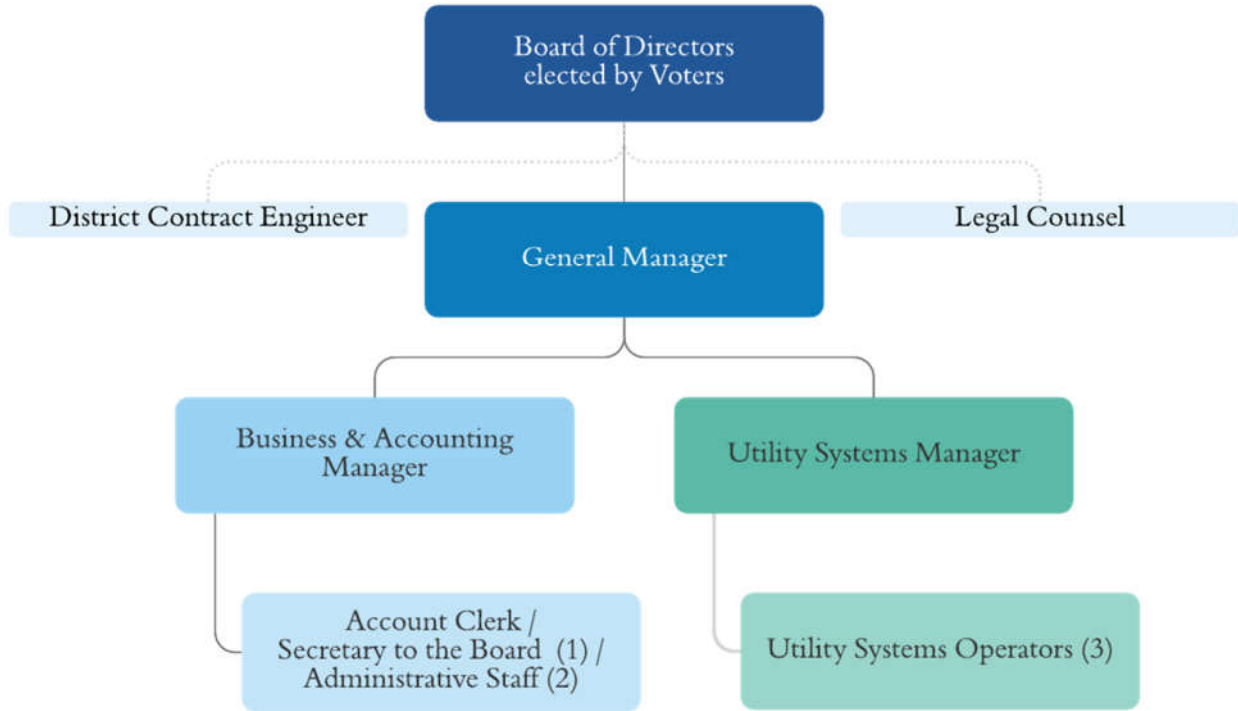 Board of Directors
elected by Voters
District Contract Engineer
General Manager
Legal Counsel
Business & Accounting
Manager
Utility Systems Manager
Account Clerk /
Secretary to the Board (1) /
Administrative Staff (2)
Utility Systems Operators (3)